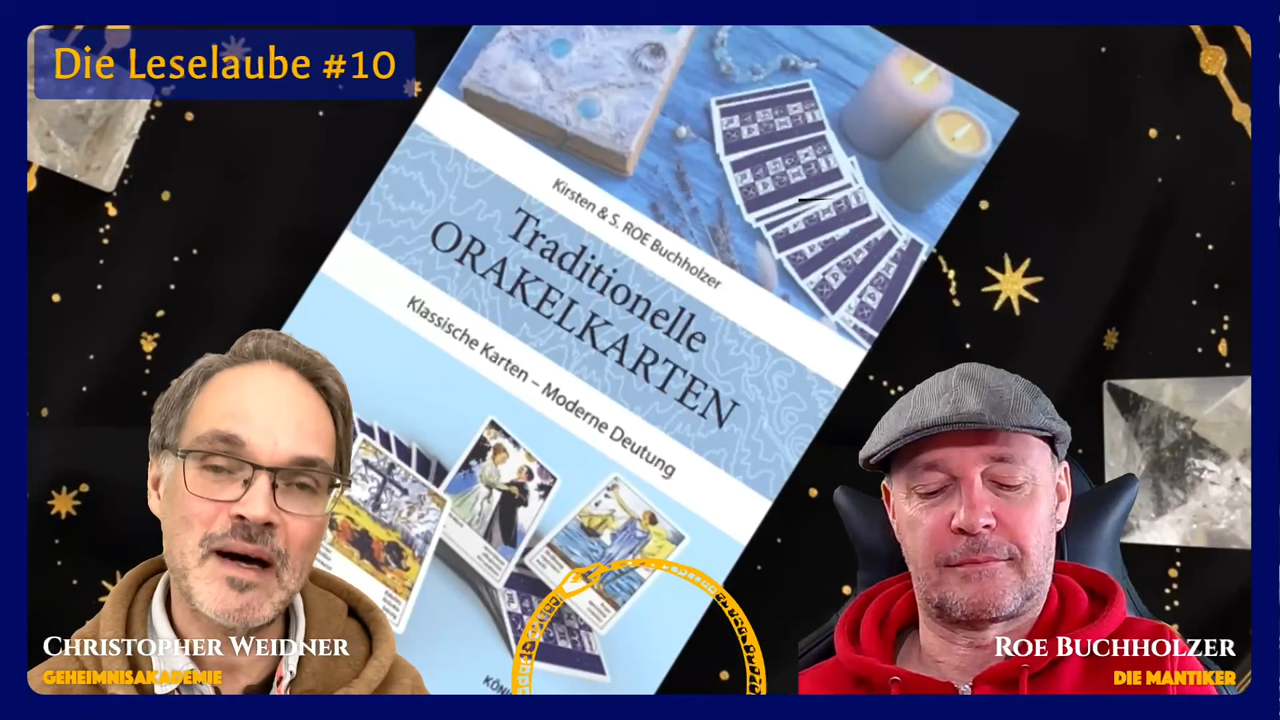 Die Leselaube #10
Kirsten & S. ROE Buchholzer
Traditionelle
ORAKELKARTEN
Klassische Karten – Moderne Deutung
CHRISTOPHER WEIDNER
GEHEIMNISAKADEMIE
ROE BUCHHOLZER
DIE MANTIKER